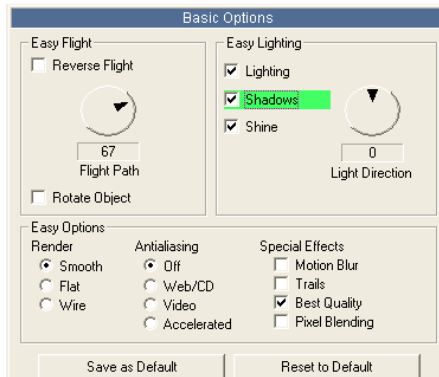 Basic Options
Easy Flight
Reverse Flight
67
Flight Path
Rotate Object
Easy Lighting
Lighting
Shadows
Shine
0
Light Direction
Easy Options
Render
Smooth
Flat
Wire
Antialiasing
Off
Web/CD
Video
Accelerated
Special Effects
Motion Blur
Trails
Best Quality
Pixel Blending
Save as Default
Reset to Default